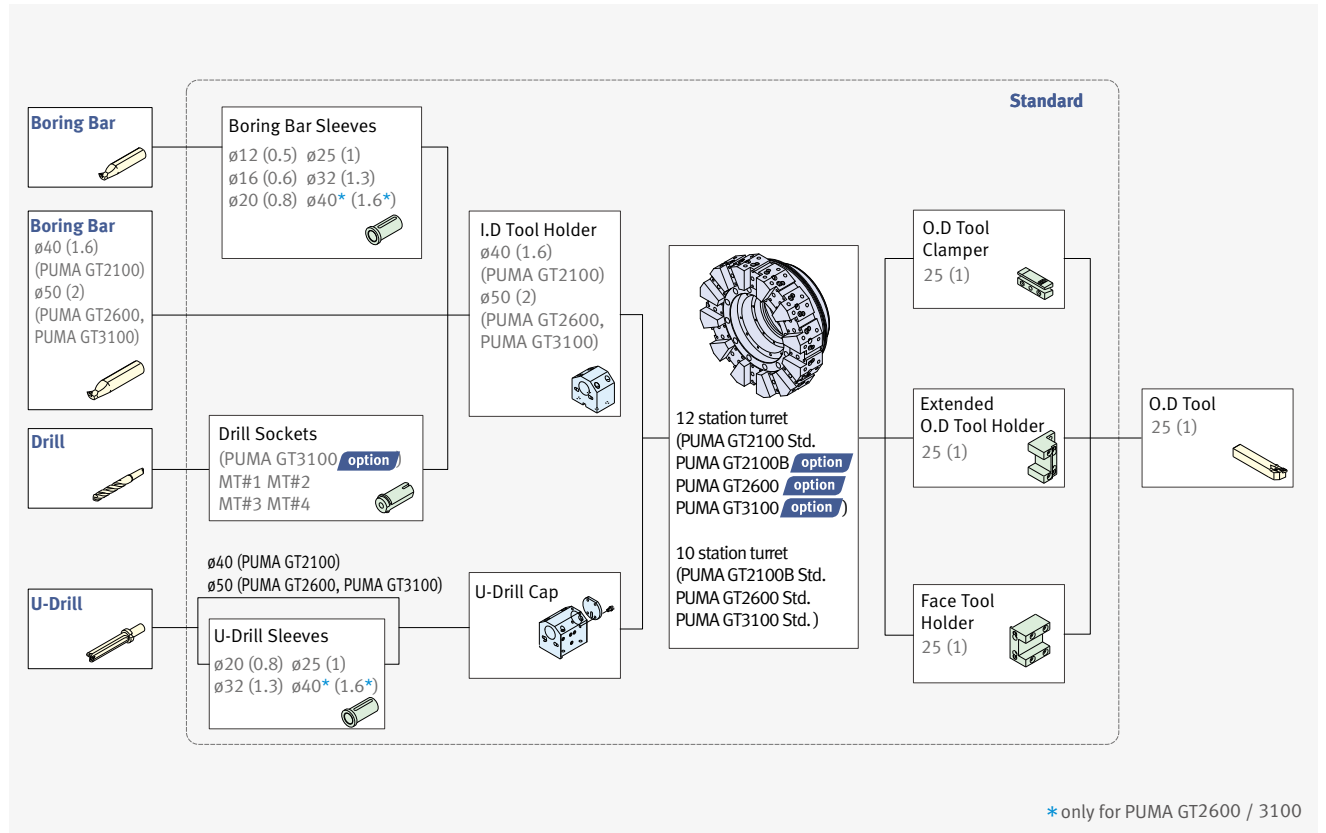 Standard
Boring Bar
Boring Bar Sleeves
ø12 (0.5) ø25 (1)
ø16 (0.6) ø32 (1.3)
ø20 (0.8) ø40* (1.6*)
Boring Bar
ø40 (1.6)
(PUMA GT2100)
ø50 (2)
(PUMA GT2600,
PUMA GT3100)
I.D Tool Holder
ø40 (1.6)
(PUMA GT2100)
ø50 (2)
(PUMA GT2600,
PUMA GT3100)
Drill
Drill Sockets
(PUMA GT3100 option )
MT#1 MT#2
MT#3 MT#4
ø40 (PUMA GT2100)
ø50 (PUMA GT2600, PUMA GT3100)
U-Drill
U-Drill Sleeves
ø20 (0.8) ø25 (1)
ø32 (1.3) ø40* (1.6*)
U-Drill Cap
12 station turret
(PUMA GT2100 Std.
PUMA GT2100B option
PUMA GT2600 option
PUMA GT3100 option )
10 station turret
(PUMA GT2100B Std.
PUMA GT2600 Std.
PUMA GT3100 Std. )
O.D Tool
Clamper
25 (1)
Extended
O.D Tool Holder
25 (1)
Face Tool
Holder
25 (1)
O.D Tool
25 (1)
* only for PUMA GT2600 / 3100